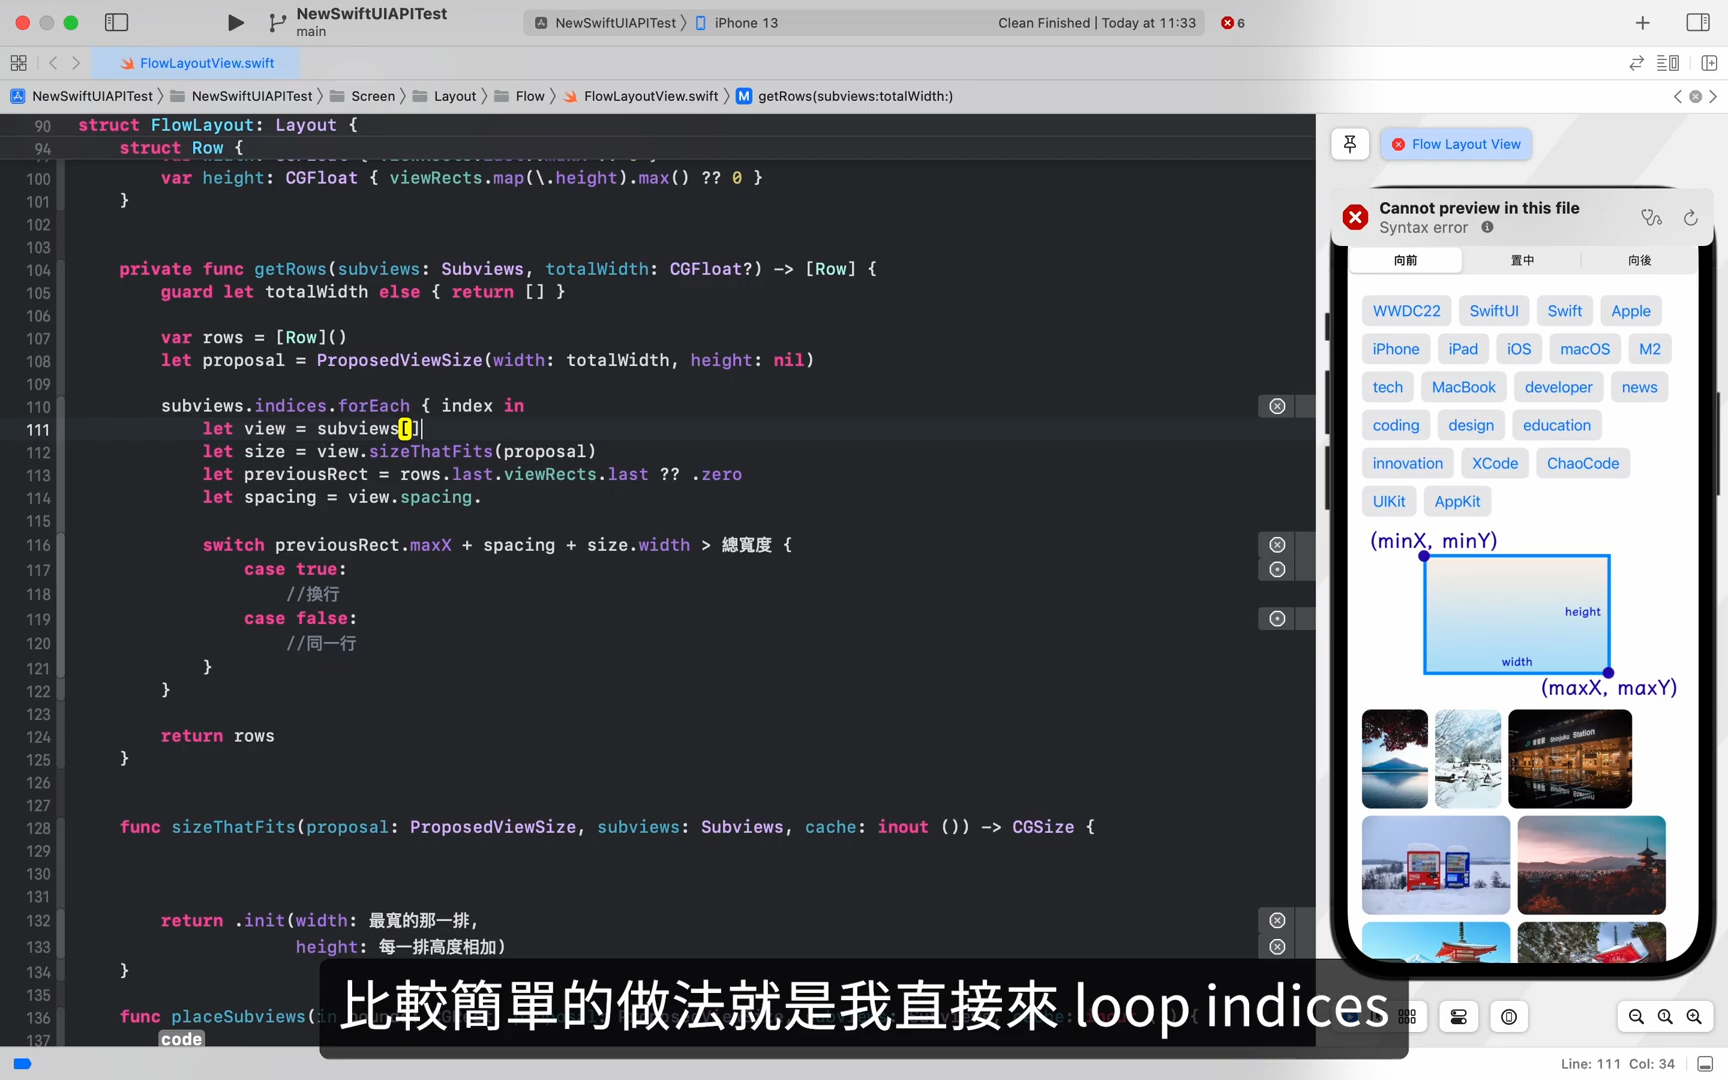 NewSwiftUIAPITest
main
NewSwiftUIAPITest 〉 iPhone 13
Clean Finished | Today at 11:33
6
FlowLayoutView.swift
NewSwiftUIAPITest 〉 NewSwiftUIAPITest 〉 Screen 〉 Layout 〉 Flow 〉 FlowLayoutView.swift 〉 M getRows(subviews:totalWidth:)
90 struct FlowLayout: Layout {
94 struct Row {
100 var height: CGFloat { viewRects.map(\.height).max() ?? 0 }
101 }
102
103
104 private func getRows(subviews: Subviews, totalWidth: CGFloat?) -> [Row] {
105 guard let totalWidth else { return [] }
106
107 var rows = [Row]()
108 let proposal = ProposedViewSize(width: totalWidth, height: nil)
109
110 subviews.indices.forEach { index in
111 let view = subviews[]
112 let size = view.sizeThatFits(proposal)
113 let previousRect = rows.last.viewRects.last ?? .zero
114 let spacing = view.spacing.
115
116 switch previousRect.maxX + spacing + size.width > 總寬度 {
117 case true:
118 //換行
119 case false:
120 //同一行
121 }
122 }
123
124 return rows
125 }
126
127
128 func sizeThatFits(proposal: ProposedViewSize, subviews: Subviews, cache: inout ()) -> CGSize {
129
130
131
132 return .init(width: 最寬的那一排,
133 height: 每一排高度相加)
134 }
135
136 func placeSubviews(
137 code
Flow Layout View
Cannot preview in this file
Syntax error
向前 置中 向後
WWDC22 SwiftUI Swift Apple
iPhone iPad iOS macOS M2
tech MacBook developer news
coding design education
innovation XCode ChaoCode
UIKit AppKit
(minX, minY)
height
width
(maxX, maxY)
Shinjuku Station
比較簡單的做法就是我直接來 loop indices
Line: 111 Col: 34